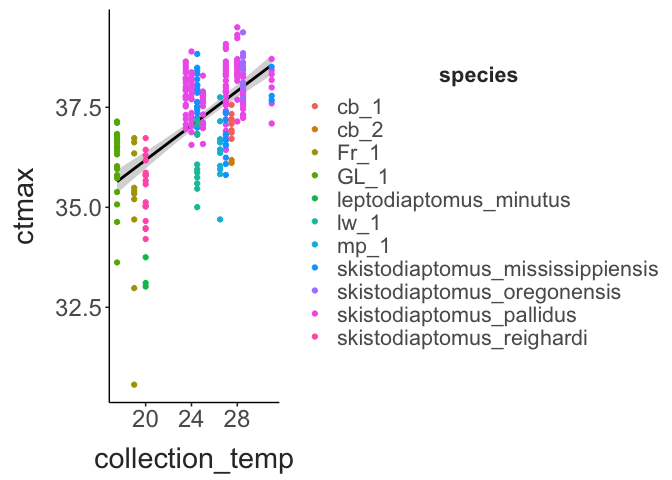 ctmax
37.5
35.0
32.5
20 24 28
collection_temp
species
cb_1
cb_2
Fr_1
GL_1
leptodiaptomus_minutus
lw_1
mp_1
skistodiaptomus_mississippiensis
skistodiaptomus_oregonensis
skistodiaptomus_pallidus
skistodiaptomus_reighardi